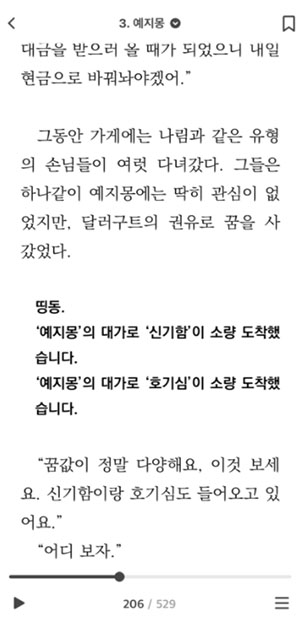 3. 예지몽
대금을 받으러 올 때가 되었으니 내일
현금으로 바꿔놔야겠어.”
그동안 가게에는 나림과 같은 유형
의 손님들이 여럿 다녀갔다. 그들은
하나같이 예지몽에는 딱히 관심이 없
었지만, 달러구트의 권유로 꿈을 사
갔었다.
띵동.
‘예지몽’의 대가로 ‘신기함’이 소량 도착했
습니다.
‘예지몽’의 대가로 ‘호기심’이 소량 도착했
습니다.
“꿈값이 정말 다양해요, 이것 보세
요. 신기함이랑 호기심도 들어오고 있
어요.”
“어디 보자.”
206 / 529